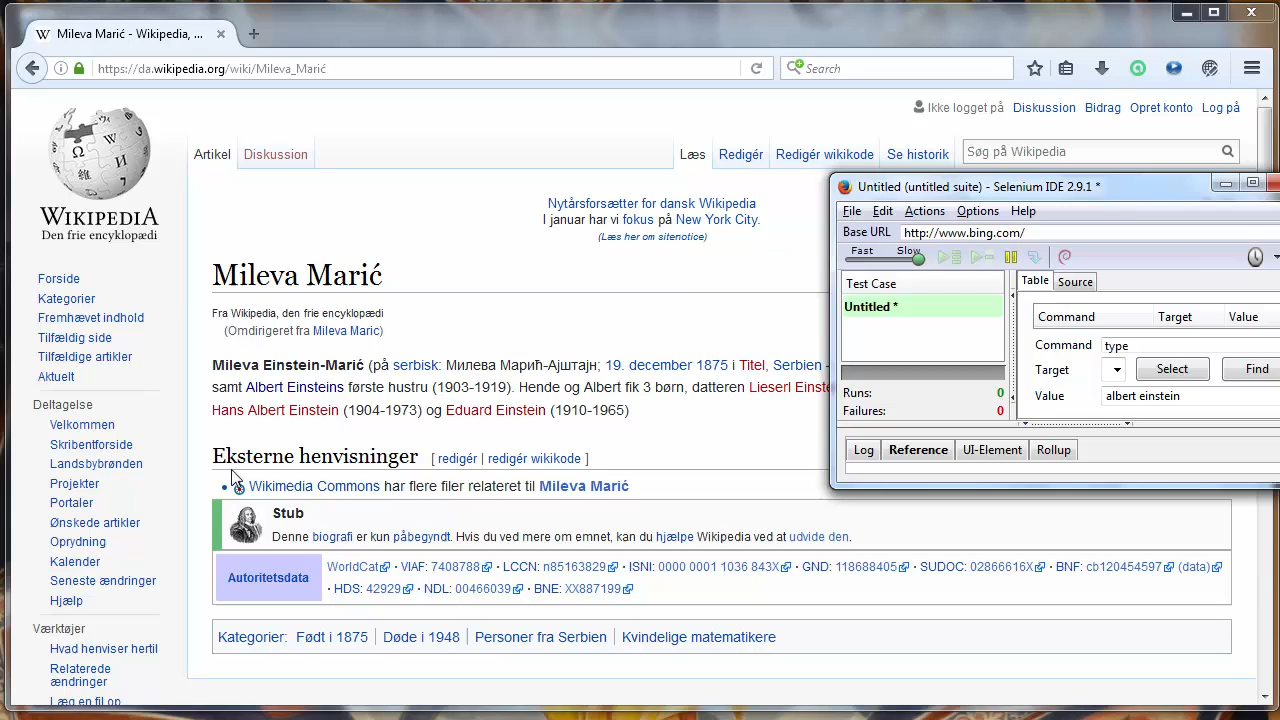 Mileva Marić - Wikipedia, ...
https://da.wikipedia.org/wiki/Mileva_Marić
Search
Ikke logget på Diskussion Bidrag Opret konto Log på
Artikel Diskussion Læs Redigér Redigér wikikode Se historik Søg på Wikipedia
WIKIPEDIA
Den frie encyklopædi
Nytårsforsætter for dansk Wikipedia
I januar har vi fokus på New York City.
(Læs her om sitenotice)
Forside
Kategorier
Fremhævet indhold
Tilfældig side
Tilfældige artikler
Aktuelt
Deltagelse
Velkommen
Skribentforside
Landsbybrønden
Projekter
Portaler
Ønskede artikler
Oprydning
Kalender
Seneste ændringer
Hjælp
Værktøjer
Hvad henviser hertil
Relaterede
ændringer
Læg en fil op
Mileva Marić
Fra Wikipedia, den frie encyklopædi
(Omdirigeret fra Mileva Maric)
Mileva Einstein-Marić (på serbisk: Милева Марић-Ајштајн; 19. december 1875 i Titel, Serbien -
samt Albert Einsteins første hustru (1903-1919). Hende og Albert fik 3 børn, datteren Lieserl Einste
Hans Albert Einstein (1904-1973) og Eduard Einstein (1910-1965)
Eksterne henvisninger [ redigér | redigér wikikode ]
Wikimedia Commons har flere filer relateret til Mileva Marić
Stub
Denne biografi er kun påbegyndt. Hvis du ved mere om emnet, kan du hjælpe Wikipedia ved at udvide den.
Autoritetsdata
WorldCat · VIAF: 7408788 · LCCN: n85163829 · ISNI: 0000 0001 1036 843X · GND: 118688405 · SUDOC: 02866616X · BNF: cb120454597 (data)
· HDS: 42929 · NDL: 00466039 · BNE: XX887199
Kategorier: Født i 1875 | Døde i 1948 | Personer fra Serbien | Kvindelige matematikere
Untitled (untitled suite) - Selenium IDE 2.9.1 *
File Edit Actions Options Help
Base URL http://www.bing.com/
Fast Slow
Test Case
Untitled *
Runs: 0
Failures: 0
Table Source
Command Target Value
Command type
Target Select Find
Value albert einstein
Log Reference UI-Element Rollup